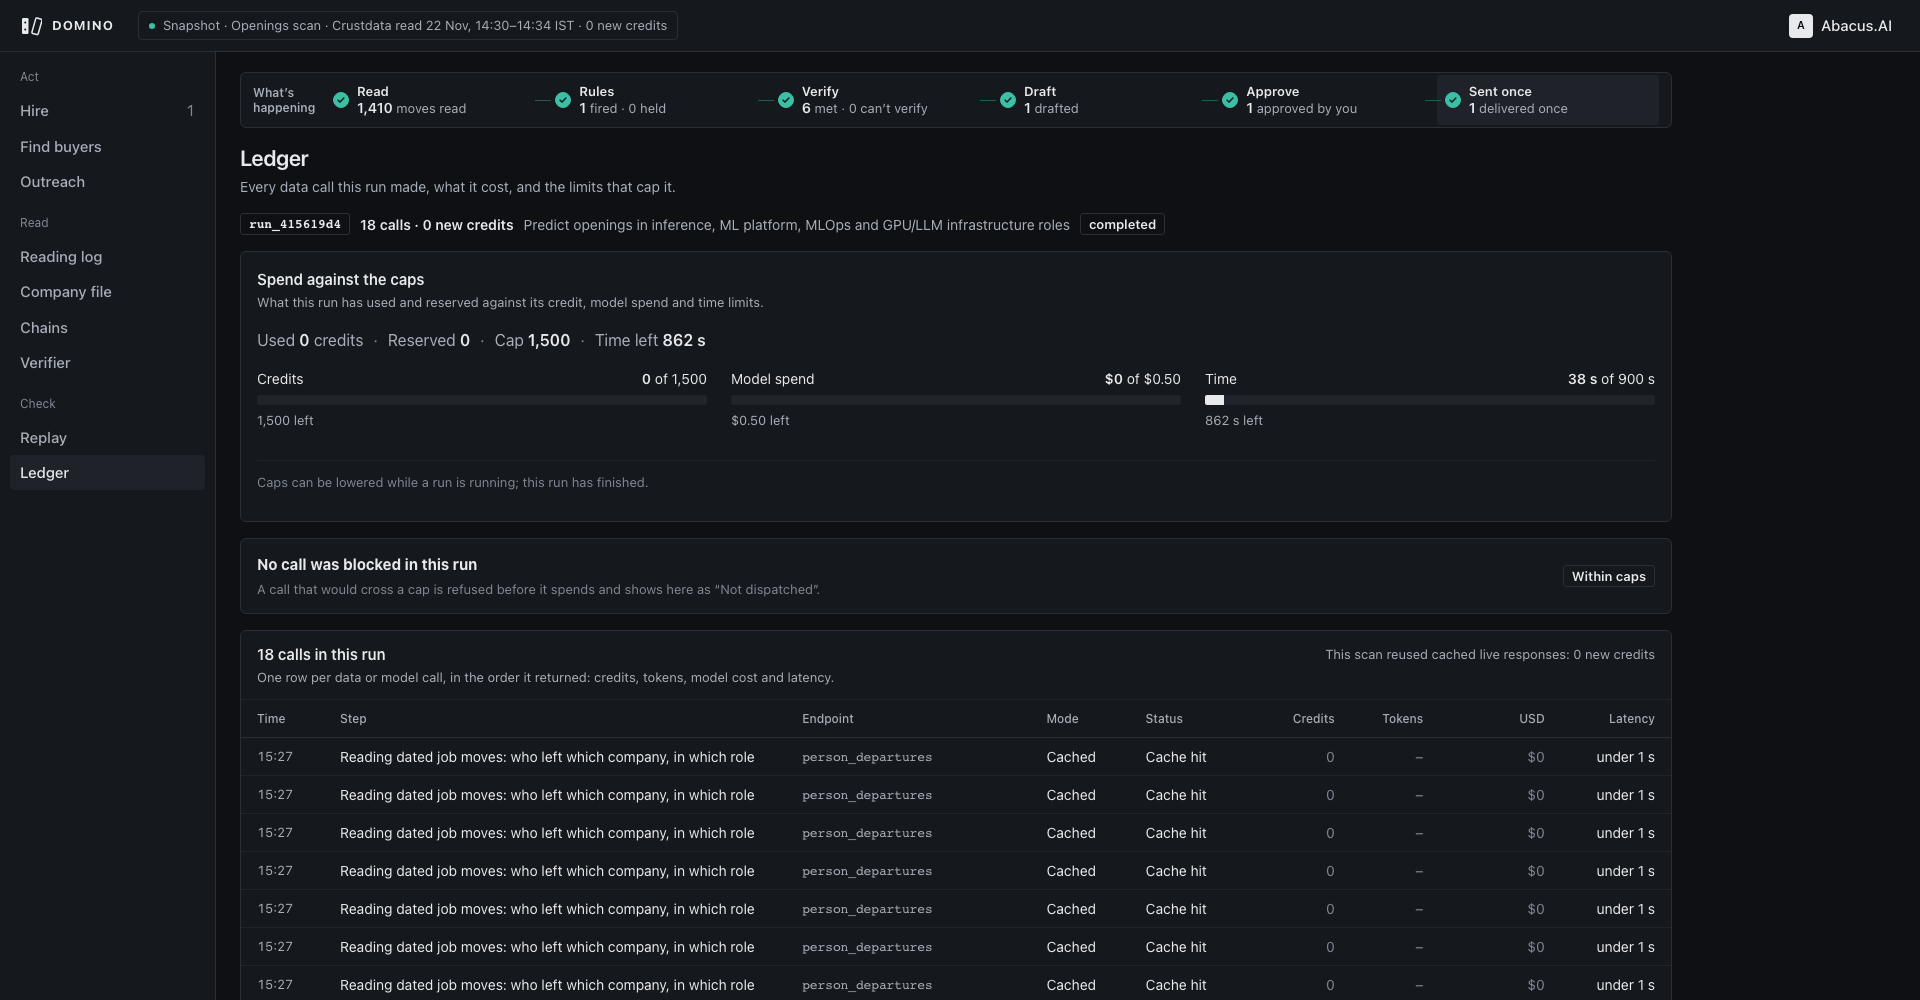 DOMINO
Snapshot · Openings scan · Crustdata read 22 Nov, 14:30–14:34 IST · 0 new credits
A
Abacus.AI
Act
Hire 1
Find buyers
Outreach
Read
Reading log
Company file
Chains
Verifier
Check
Replay
Ledger
What's
happening
Read
1,410 moves read
Rules
1 fired · 0 held
Verify
6 met · 0 can't verify
Draft
1 drafted
Approve
1 approved by you
Sent once
1 delivered once
Ledger
Every data call this run made, what it cost, and the limits that cap it.
run_415619d4 18 calls · 0 new credits Predict openings in inference, ML platform, MLOps and GPU/LLM infrastructure roles completed
Spend against the caps
What this run has used and reserved against its credit, model spend and time limits.
Used 0 credits · Reserved 0 · Cap 1,500 · Time left 862 s
Credits 0 of 1,500
1,500 left
Model spend $0 of $0.50
$0.50 left
Time 38 s of 900 s
862 s left
Caps can be lowered while a run is running; this run has finished.
No call was blocked in this run
A call that would cross a cap is refused before it spends and shows here as “Not dispatched”.
Within caps
18 calls in this run
One row per data or model call, in the order it returned: credits, tokens, model cost and latency.
This scan reused cached live responses: 0 new credits
Time Step Endpoint Mode Status Credits Tokens USD Latency
15:27 Reading dated job moves: who left which company, in which role person_departures Cached Cache hit 0 – $0 under 1 s
15:27 Reading dated job moves: who left which company, in which role person_departures Cached Cache hit 0 – $0 under 1 s
15:27 Reading dated job moves: who left which company, in which role person_departures Cached Cache hit 0 – $0 under 1 s
15:27 Reading dated job moves: who left which company, in which role person_departures Cached Cache hit 0 – $0 under 1 s
15:27 Reading dated job moves: who left which company, in which role person_departures Cached Cache hit 0 – $0 under 1 s
15:27 Reading dated job moves: who left which company, in which role person_departures Cached Cache hit 0 – $0 under 1 s
15:27 Reading dated job moves: who left which company, in which role person_departures Cached Cache hit 0 – $0 under 1 s